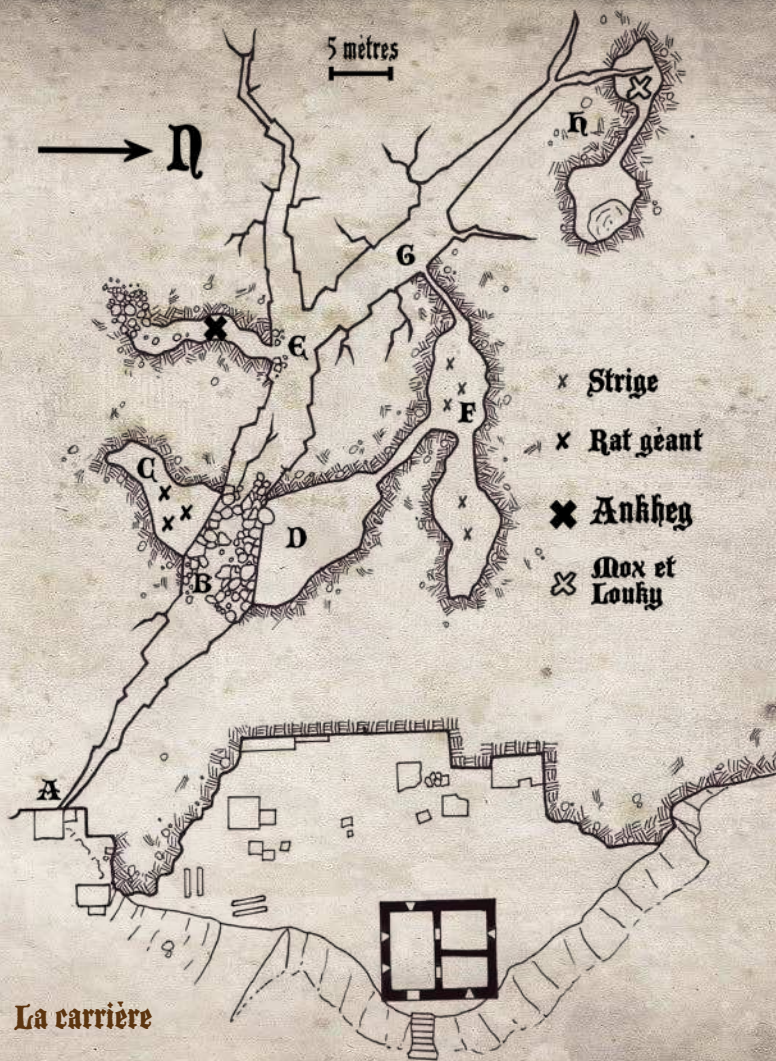 5 mètres
N
H
G
E
Strige
F
Rat géant
C
Ankheg
D
B
Mox et
Louky
A
La carrière